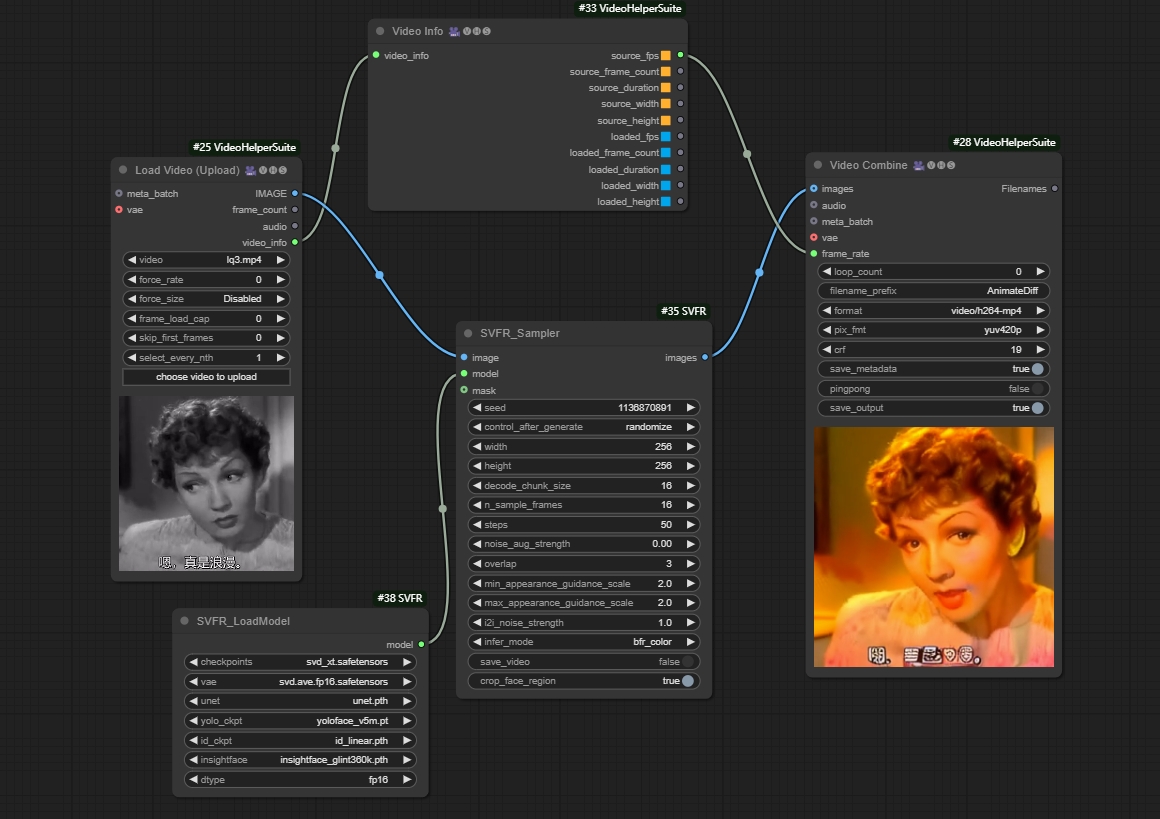 #33 VideoHelperSuite
Video Info VHS
video_info
source_fps
source_frame_count
source_duration
source_width
source_height
loaded_fps
loaded_frame_count
loaded_duration
loaded_width
loaded_height
#25 VideoHelperSuite
Load Video (Upload) VHS
meta_batch IMAGE
vae frame_count
audio
video_info
video lq3.mp4
force_rate 0
force_size Disabled
frame_load_cap 0
skip_first_frames 0
select_every_nth 1
choose video to upload
嗯，真是浪漫。
#38 SVFR
SVFR_LoadModel
model
checkpoints svd_xt.safetensors
vae svd.ave.fp16.safetensors
unet unet.pth
yolo_ckpt yoloface_v5m.pt
id_ckpt id_linear.pth
insightface insightface_glint360k.pth
dtype fp16
#35 SVFR
SVFR_Sampler
image images
model
mask
seed 1136870891
control_after_generate randomize
width 256
height 256
decode_chunk_size 16
n_sample_frames 16
steps 50
noise_aug_strength 0.00
overlap 3
min_appearance_guidance_scale 2.0
max_appearance_guidance_scale 2.0
i2i_noise_strength 1.0
infer_mode bfr_color
save_video false
crop_face_region true
#28 VideoHelperSuite
Video Combine VHS
images Filenames
audio
meta_batch
vae
frame_rate
loop_count 0
filename_prefix AnimateDiff
format video/h264-mp4
pix_fmt yuv420p
crf 19
save_metadata true
pingpong false
save_output true